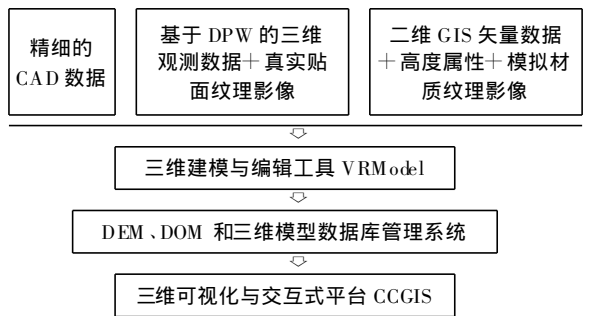 精细的
CAD 数据
基于 DPW 的三维
观测数据＋真实贴
面纹理影像
二维 GIS 矢量数据
＋高度属性＋模拟材
质纹理影像
三维建模与编辑工具 VRModel
DEM、DOM 和三维模型数据库管理系统
三维可视化与交互式平台 CCGIS